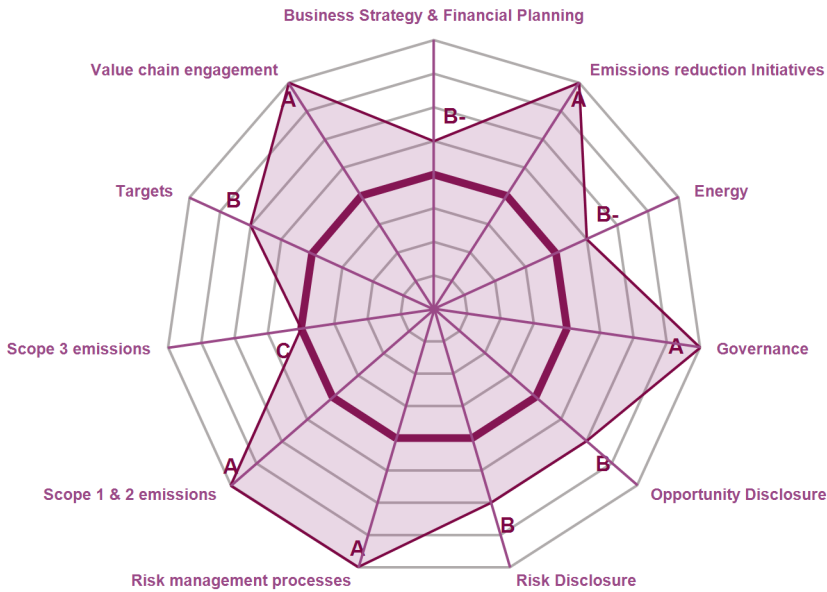 Business Strategy & Financial Planning
Value chain engagement
Emissions reduction Initiatives
A
A
B-
Targets
Energy
B
B-
Scope 3 emissions
C
A
Governance
A
B
Scope 1 & 2 emissions
Opportunity Disclosure
A
B
Risk management processes
Risk Disclosure